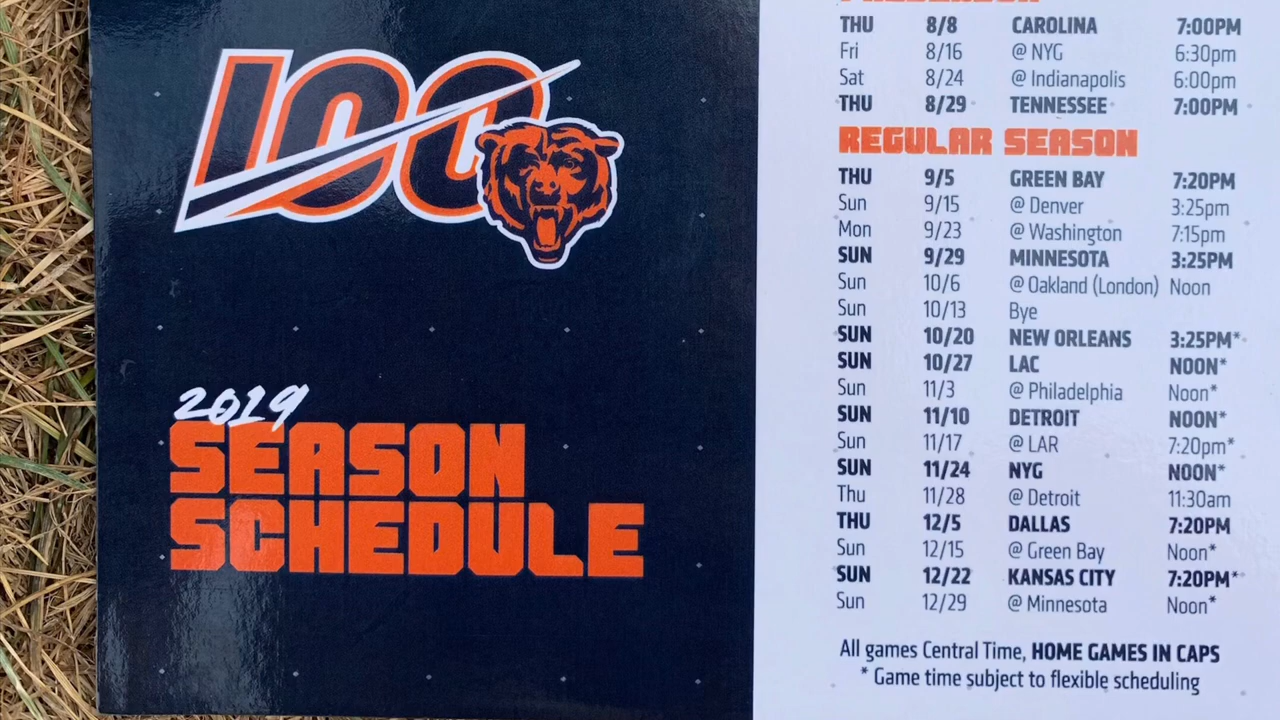 100
2019
SEASON
SCHEDULE
THU 8/8 CAROLINA 7:00PM
Fri 8/16 @ NYG 6:30pm
Sat 8/24 @ Indianapolis 6:00pm
THU 8/29 TENNESSEE 7:00PM
REGULAR SEASON
THU 9/5 GREEN BAY 7:20PM
Sun 9/15 @ Denver 3:25pm
Mon 9/23 @ Washington 7:15pm
SUN 9/29 MINNESOTA 3:25PM
Sun 10/6 @ Oakland (London) Noon
Sun 10/13 Bye
SUN 10/20 NEW ORLEANS 3:25PM*
SUN 10/27 LAC NOON*
Sun 11/3 @ Philadelphia Noon*
SUN 11/10 DETROIT NOON*
Sun 11/17 @ LAR 7:20pm*
SUN 11/24 NYG NOON*
Thu 11/28 @ Detroit 11:30am
THU 12/5 DALLAS 7:20PM
Sun 12/15 @ Green Bay Noon*
SUN 12/22 KANSAS CITY 7:20PM*
Sun 12/29 @ Minnesota Noon*
All games Central Time, HOME GAMES IN CAPS
* Game time subject to flexible scheduling